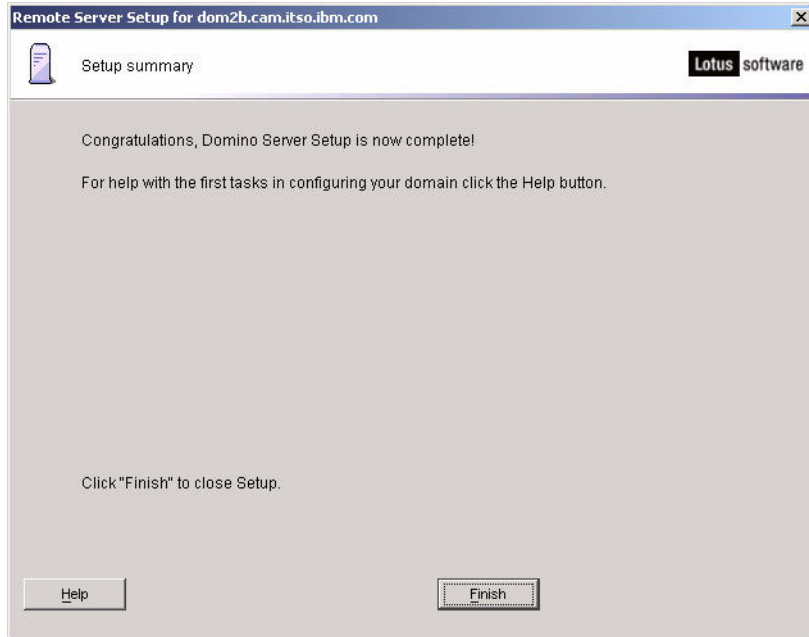 Remote Server Setup for dom2b.cam.itso.ibm.com
Setup summary
Lotus software
Congratulations, Domino Server Setup is now complete!
For help with the first tasks in configuring your domain click the Help button.
Click "Finish" to close Setup.
Help
Finish